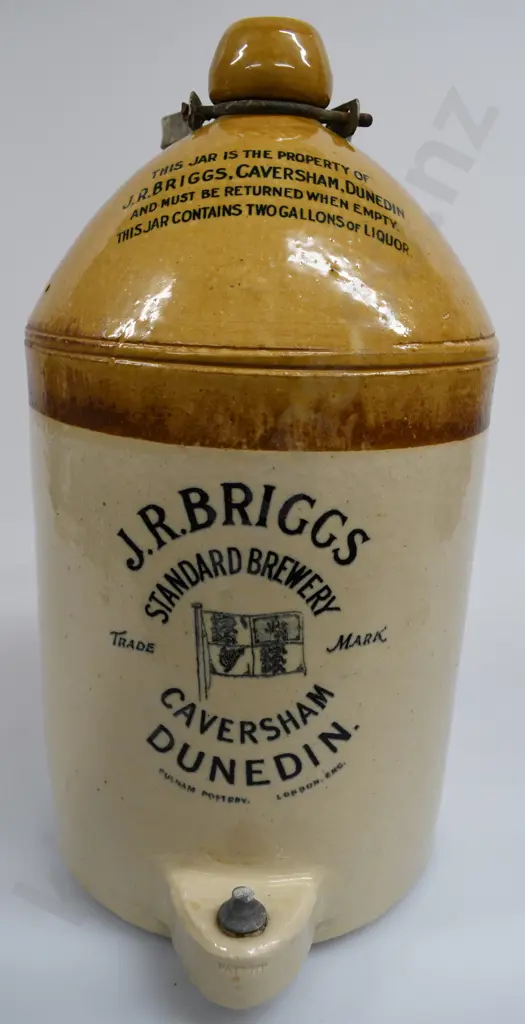 THIS JAR IS THE PROPERTY OF
J.R.BRIGGS, CAVERSHAM, DUNEDIN
AND MUST BE RETURNED WHEN EMPTY.
THIS JAR CONTAINS TWO GALLONS OF LIQUOR
J.R.BRIGGS
STANDARD BREWERY
TRADE MARK
CAVERSHAM
DUNEDIN.
FULHAM POTTERY. LONDON. ENG.
.nz